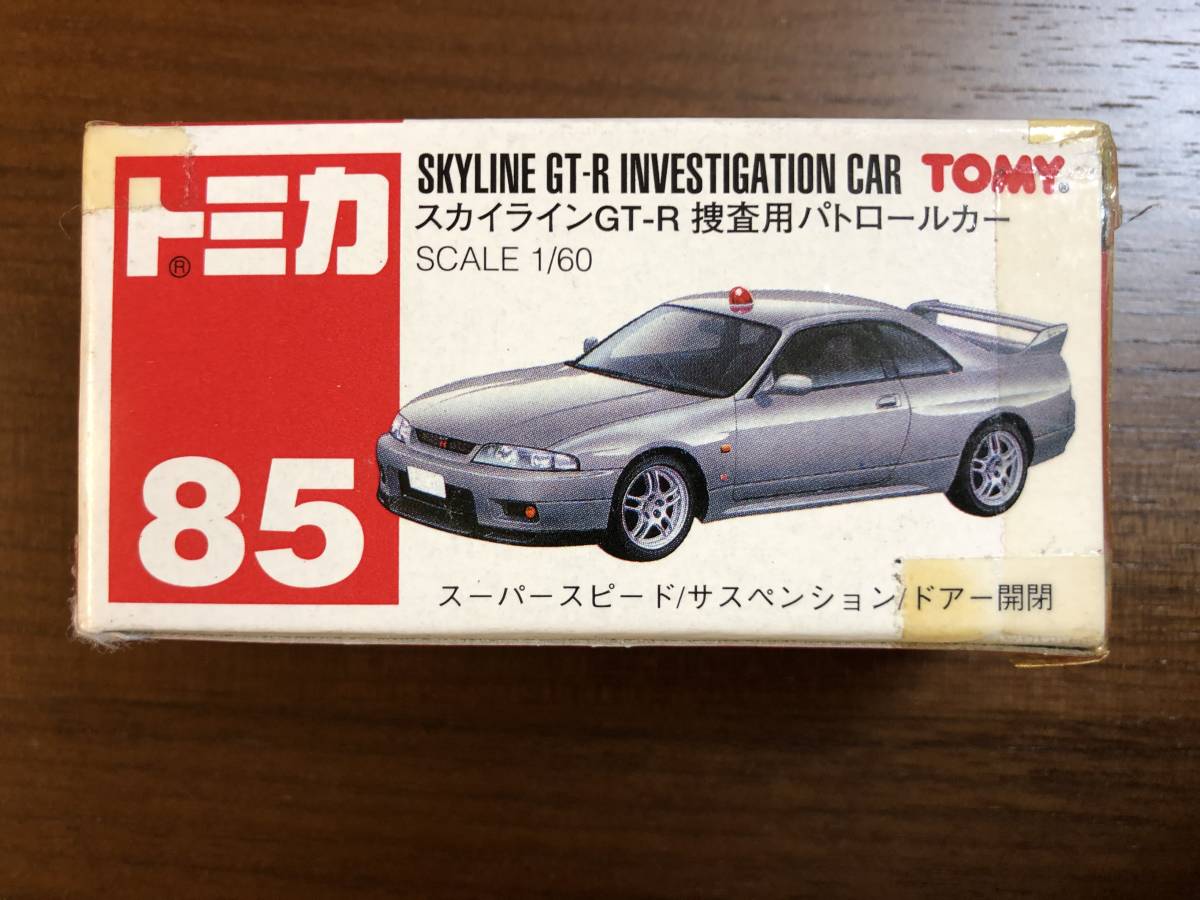 トミカ
®
85
SKYLINE GT-R INVESTIGATION CAR TOMY®
スカイラインGT-R 捜査用パトロールカー
SCALE 1/60
スーパースピード/サスペンション/ドアー開閉